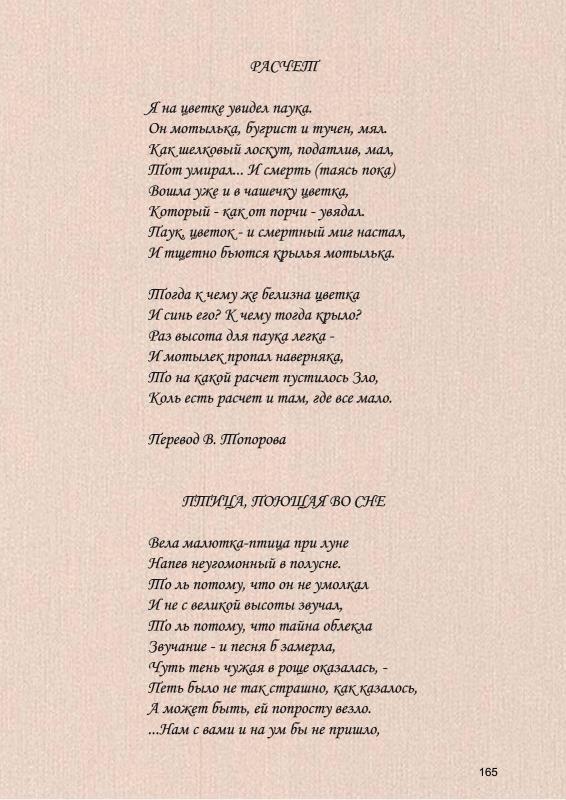 РАСЧЕТ
Я на цветке увидел паука.
Он мотылька, бугрист и тучен, мял.
Как шелковый лоскут, податлив, мал,
Тот умирал... И смерть (таясь пока)
Вошла уже и в чашечку цветка,
Который - как от порчи - увядал.
Паук, цветок - и смертный миг настал,
И тщетно бьются крылья мотылька.
Тогда к чему же белизна цветка
И синь его? К чему тогда крыло?
Раз высота для паука легка -
И мотылек пропал наверняка,
То на какой расчет пустилось Зло,
Коль есть расчет и там, где все мало.
Перевод В. Топорова
ПТИЦА, ПОЮЩАЯ ВО СНЕ
Вела малютка-птица при луне
Напев неугомонный в полусне.
То ль потому, что он не умолкал
И не с великой высоты звучал,
То ль потому, что тайна облекла
Звучание - и песня б замерла,
Чуть тень чужая в роще оказалась, -
Петь было не так страшно, как казалось,
А может быть, ей попросту везло.
...Нам с вами и на ум бы не пришло,
165